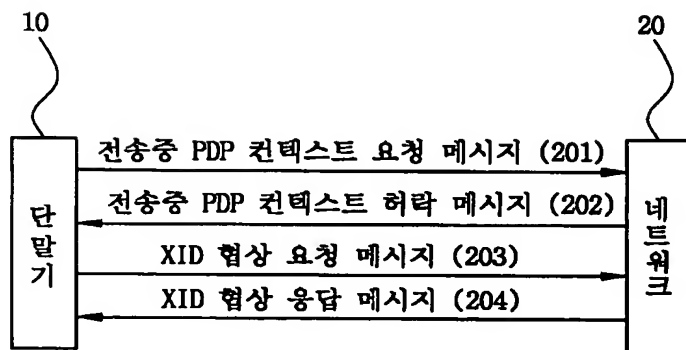 10
20
전송중 PDP 컨텍스트 요청 메시지 (201)
전송중 PDP 컨텍스트 허락 메시지 (202)
XID 협상 요청 메시지 (203)
XID 협상 응답 메시지 (204)
단말기
네트워크